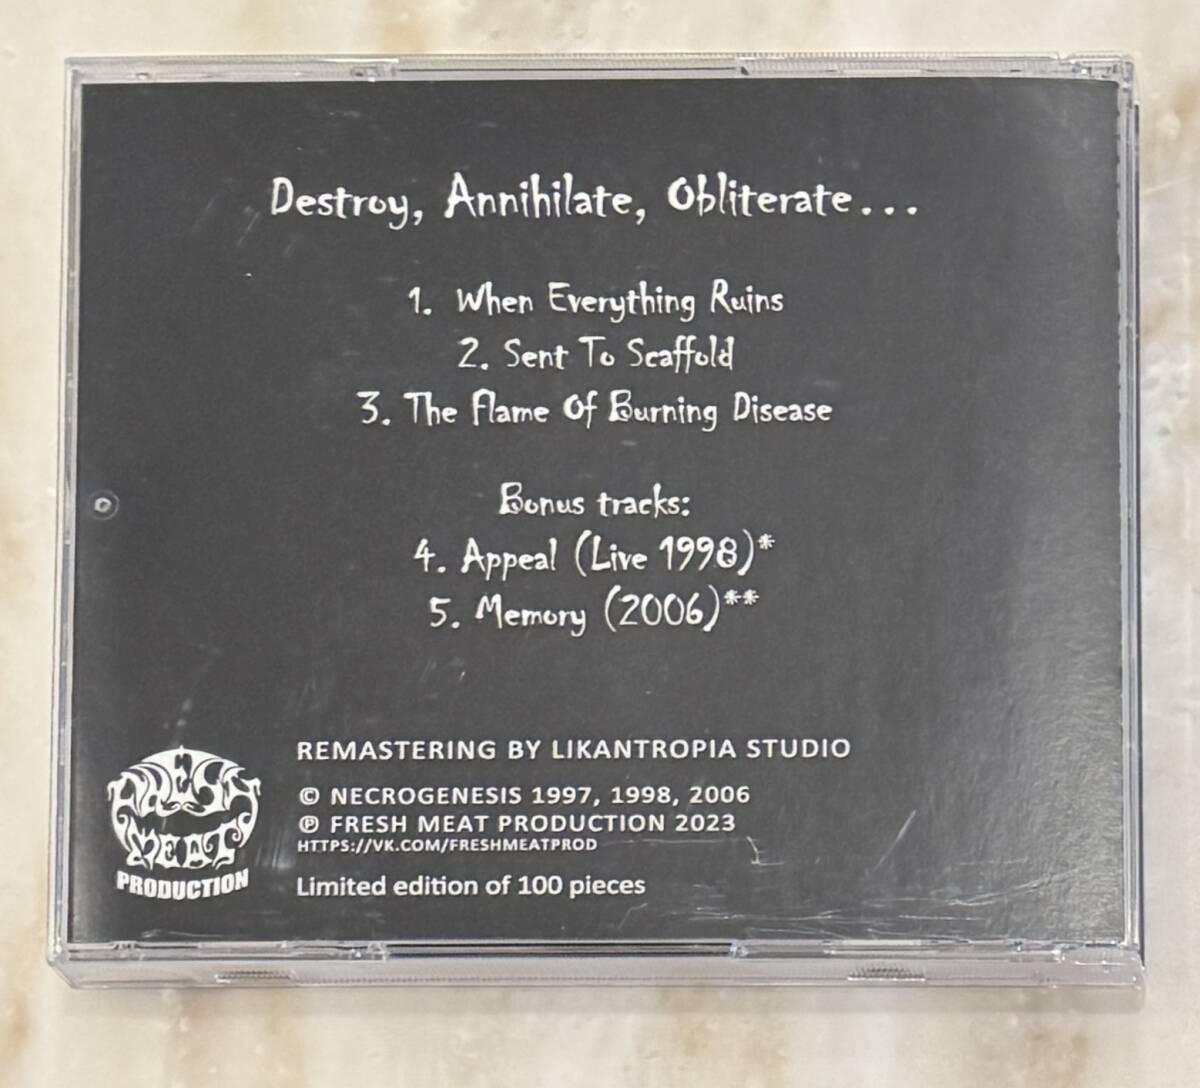 Destroy, Annihilate, Obliterate...
1. When Everything Ruins
2. Sent To Scaffold
3. The Flame Of Burning Disease
Bonus tracks:
4. Appeal (Live 1998)*
5. Memory (2006)**
FRESH
MEAT
PRODUCTION
REMASTERING BY LIKANTROPIA STUDIO
© NECROGENESIS 1997, 1998, 2006
℗ FRESH MEAT PRODUCTION 2023
HTTPS://VK.COM/FRESHMEATPROD
Limited edition of 100 pieces